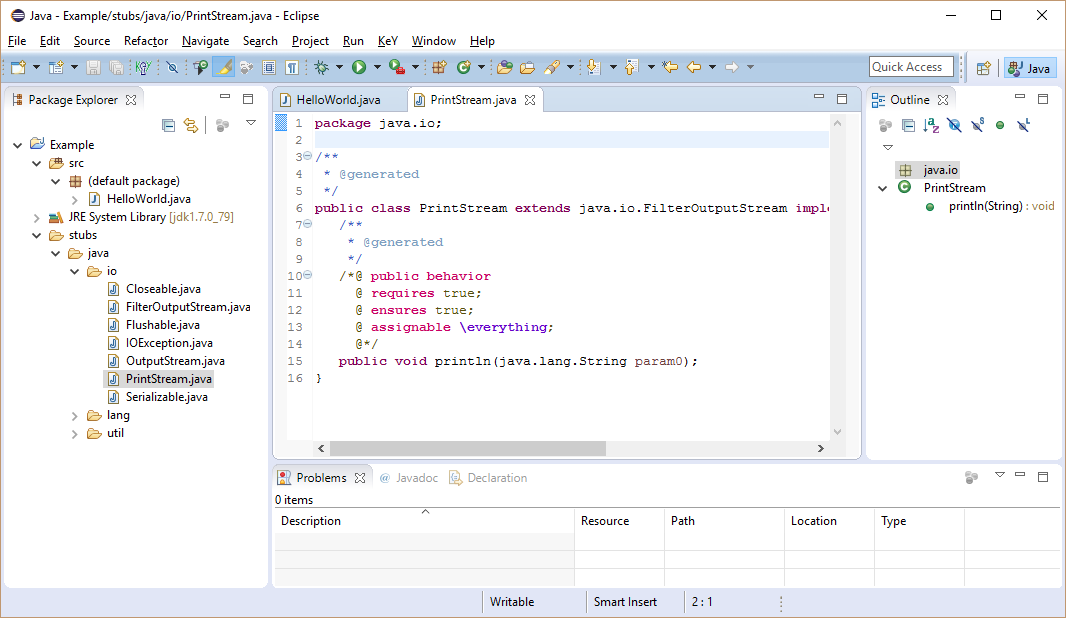 Java - Example/stubs/java/io/PrintStream.java - Eclipse
File Edit Source Refactor Navigate Search Project Run KeY Window Help
Quick Access
Java
Package Explorer
Example
src
(default package)
HelloWorld.java
JRE System Library [jdk1.7.0_79]
stubs
java
io
Closeable.java
FilterOutputStream.java
Flushable.java
IOException.java
OutputStream.java
PrintStream.java
Serializable.java
lang
util
HelloWorld.java PrintStream.java
1 package java.io;
2
3 /**
4 * @generated
5 */
6 public class PrintStream extends java.io.FilterOutputStream imple
7 /**
8 * @generated
9 */
10 /*@ public behavior
11 @ requires true;
12 @ ensures true;
13 @ assignable \everything;
14 @*/
15 public void println(java.lang.String param0);
16 }
Outline
java.io
PrintStream
println(String) : void
Problems @ Javadoc Declaration
0 items
Description Resource Path Location Type
Writable Smart Insert 2 : 1